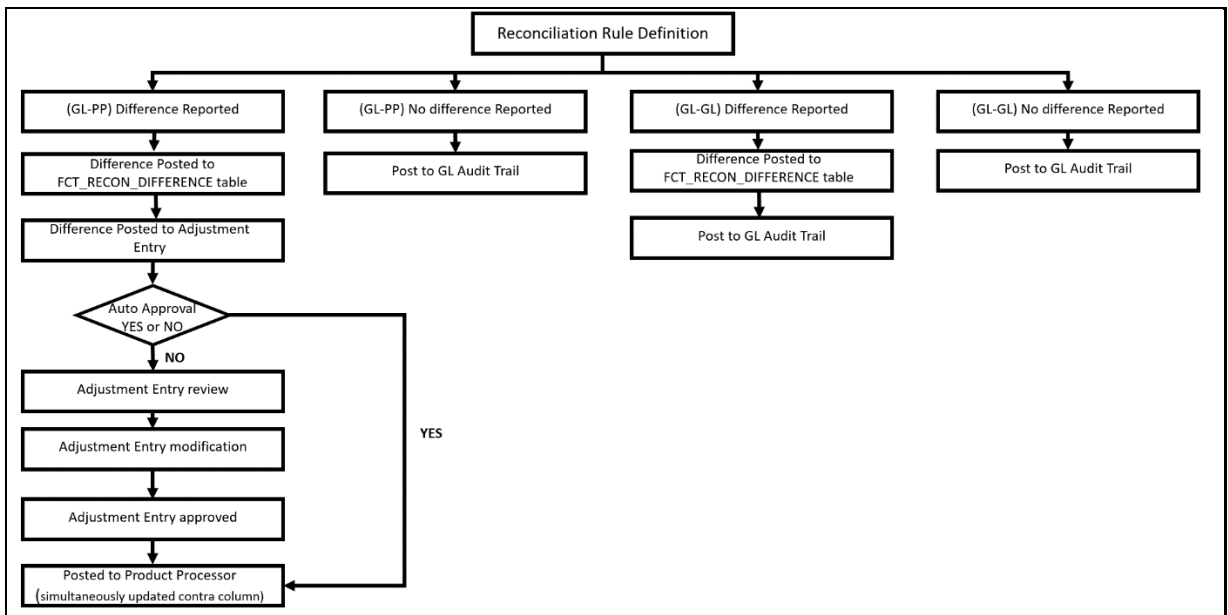 Reconciliation Rule Definition
(GL-PP) Difference Reported
(GL-PP) No difference Reported
(GL-GL) Difference Reported
(GL-GL) No difference Reported
Difference Posted to
FCT_RECON_DIFFERENCE table
Post to GL Audit Trail
Difference Posted to
FCT_RECON_DIFFERENCE table
Post to GL Audit Trail
Difference Posted to Adjustment
Entry
Post to GL Audit Trail
Auto Approval
YES or NO
NO
Adjustment Entry review
YES
Adjustment Entry modification
Adjustment Entry approved
Posted to Product Processor
(simultaneously updated contra column)